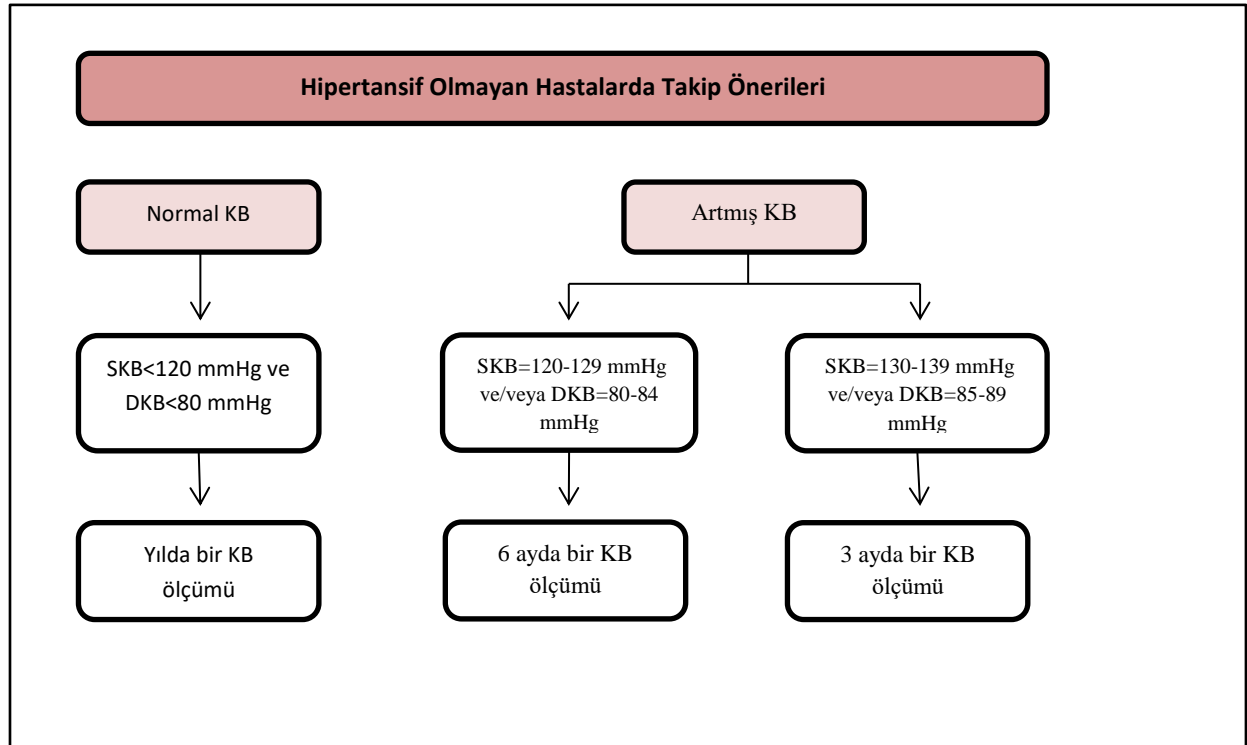 Hipertansif Olmayan Hastalarda Takip Önerileri
Normal KB
Artmış KB
SKB<120 mmHg ve
DKB<80 mmHg
SKB=120-129 mmHg
ve/veya DKB=80-84
mmHg
SKB=130-139 mmHg
ve/veya DKB=85-89
mmHg
Yılda bir KB
ölçümü
6 ayda bir KB
ölçümü
3 ayda bir KB
ölçümü